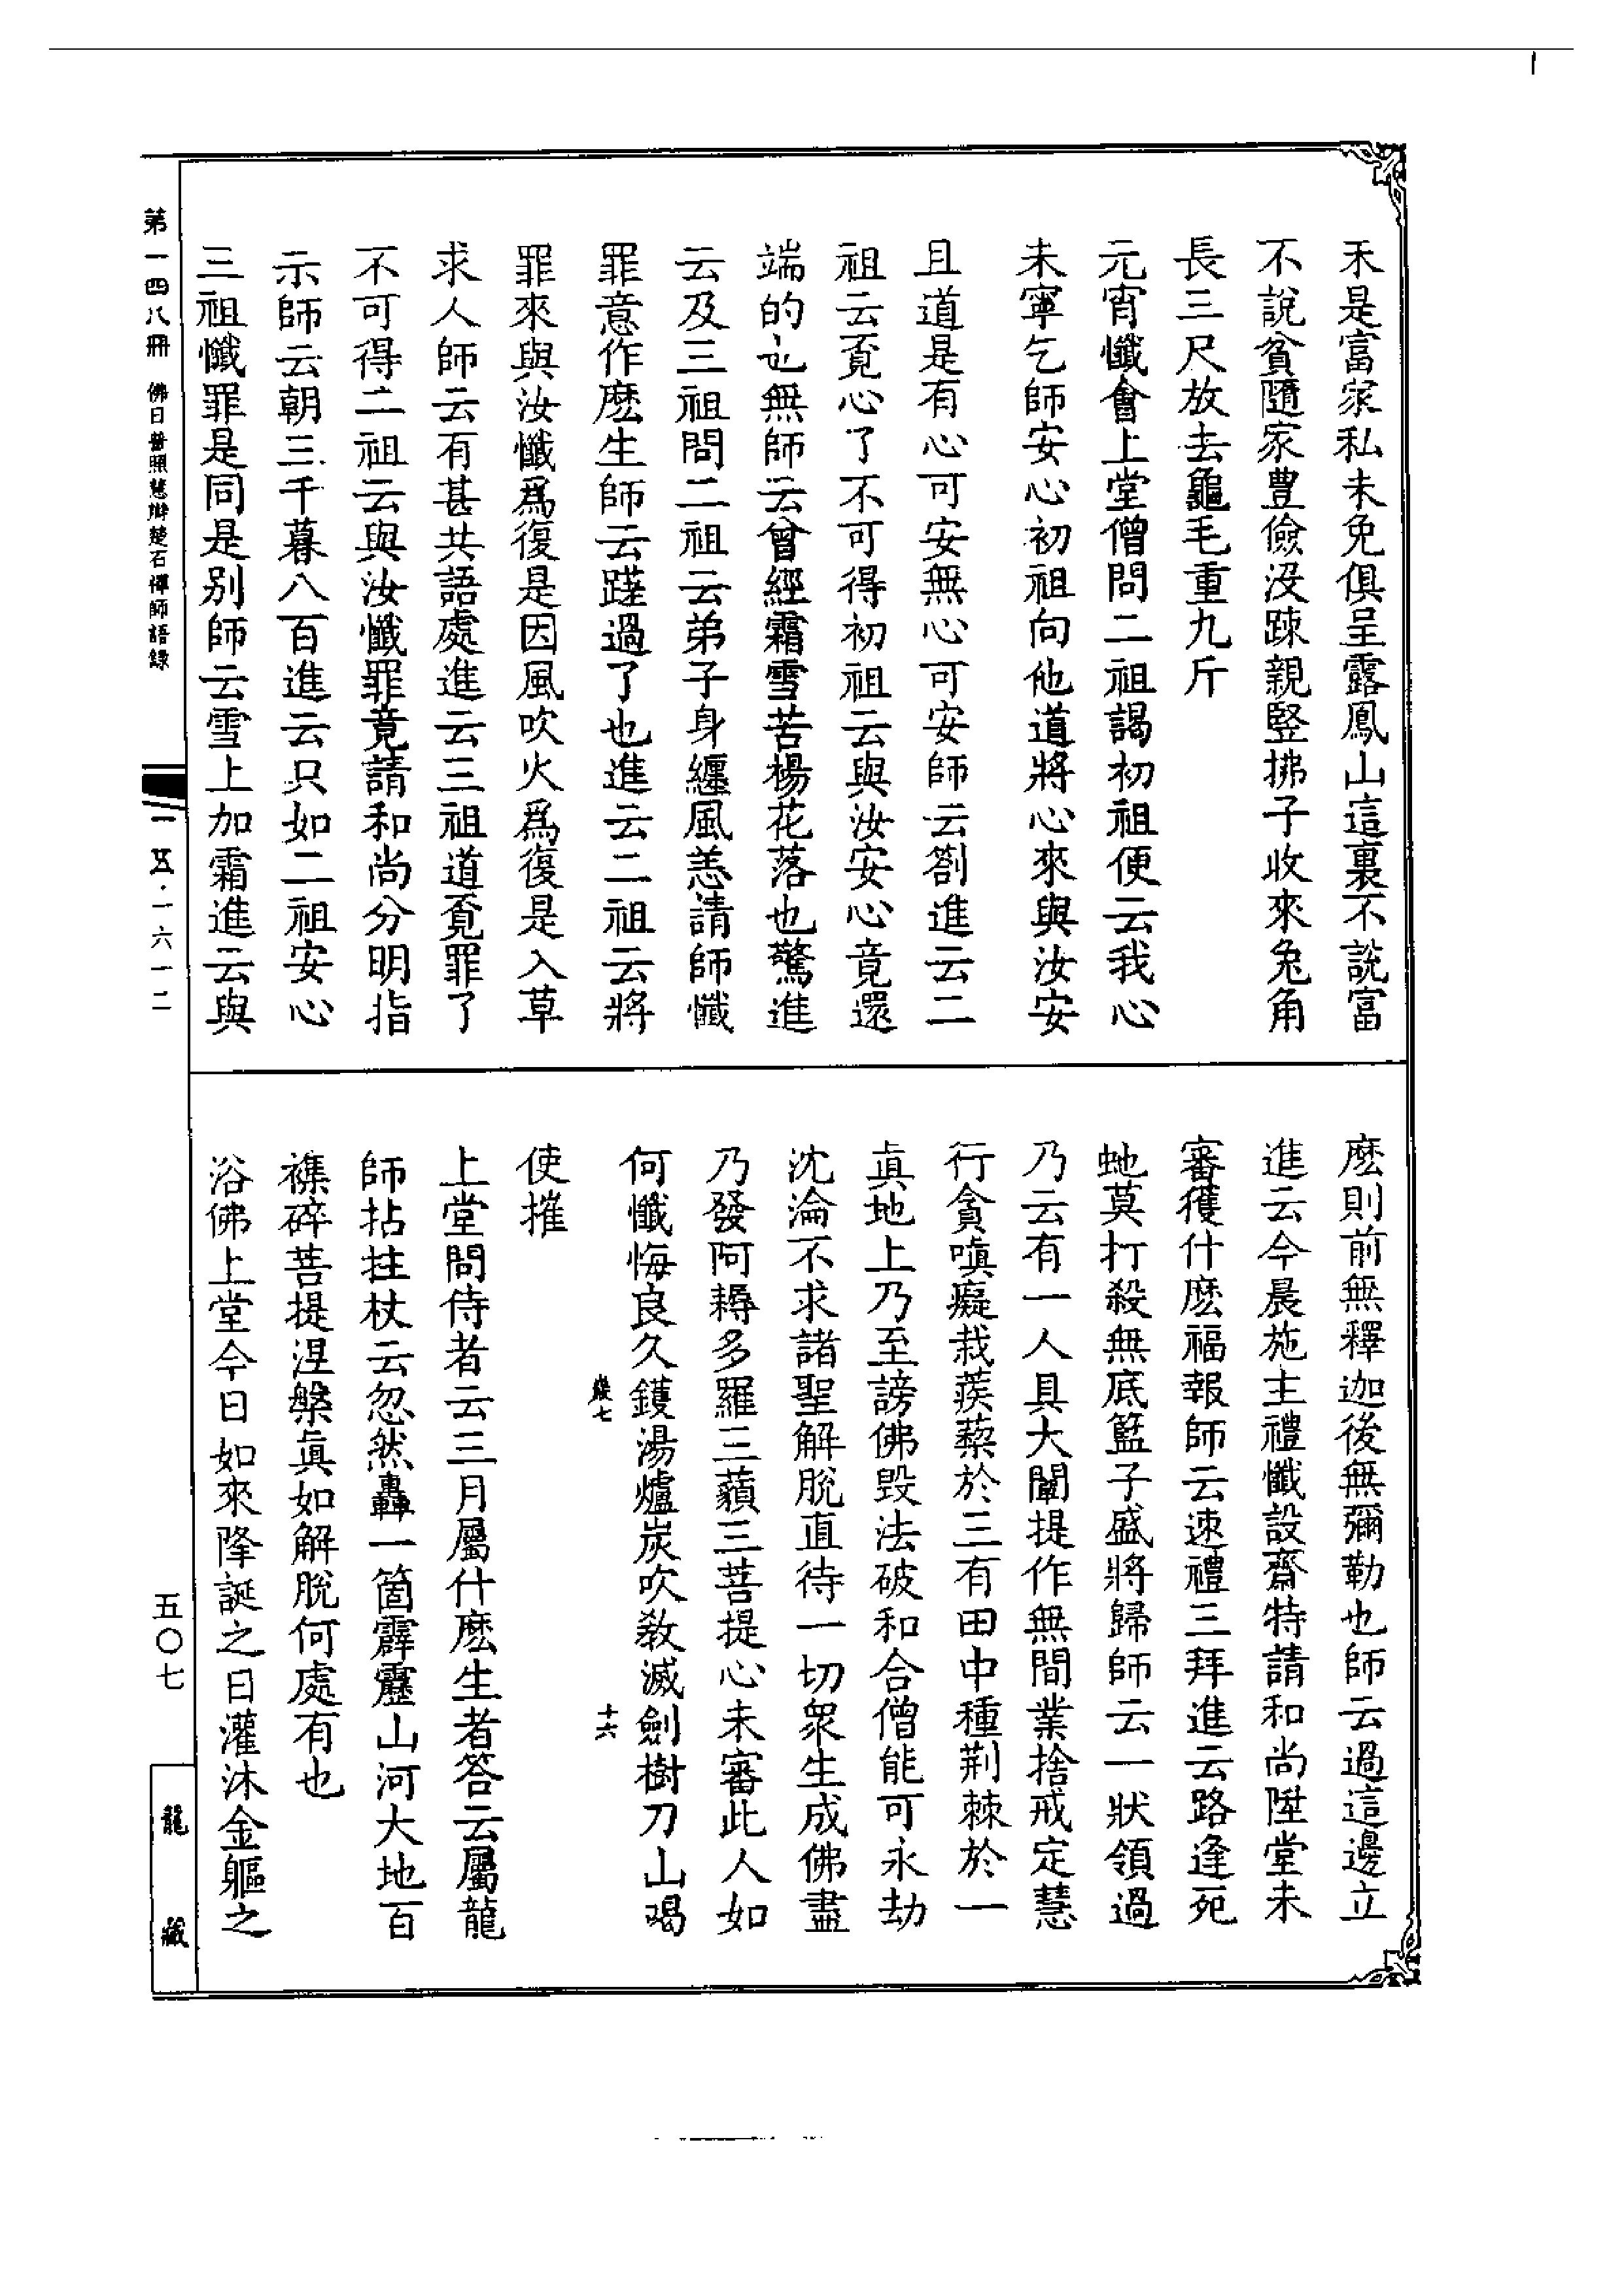 禾是富家私未免俱呈露鳳山這裏不說富
不說貧隨家豊儉沒踈親竪拂子收來兔角
長三尺放去龜毛重九斤
元宵懺會上堂僧問二祖謁初祖便云我心
未寧乞師安心初祖向他道將心來與汝安
且道是有心可安無心可安師云劄進云二
祖云覔心了不可得初祖云與汝安心竟還
端的也無師云曾經霜雪苦楊花落也驚進
云及三祖問二祖云弟子身纏風恙請師懺
罪意作麽生師云蹉過了也進云二祖云將
罪來與汝懺爲復是因風吹火爲復是入草
求人師云有甚共語處進云三祖道覔罪了
不可得二祖云與汝懺罪竟請和尚分明指
示師云朝三千暮八百進云只如二祖安心
三祖懺罪是同是别師云雪上加霜進云與
麽則前無釋迦後無彌勒也師云過這邊立
進云今晨施主禮懺設齋特請和尚陞堂未
審獲什麽福報師云速禮三拜進云路逢死
虵莫打殺無底籃子盛將歸師云一狀領過
乃云有一人具大闡提作無間業捨戒定慧
行貪嗔癡栽蒺蔾於三有田中種荆棘於一
眞地上乃至謗佛毁法破和合僧能可永劫
沈淪不求諸聖解脫直待一切衆生成佛盡
乃發阿耨多羅三藐三菩提心未審此人如
何懺悔良久鑊湯爐炭吹教滅劍樹刀山喝
使摧
上堂問侍者云三月屬什麽生者答云屬龍
師拈拄杖云忽然轟一箇霹靂山河大地百
襍碎菩提涅槃眞如解脫何處有也
浴佛上堂今日如來降誕之日灌沐金軀之
七
十六
第一四八冊 佛日普照慧辯楚石禪師語錄
一五·一六一二
五〇七
龍藏